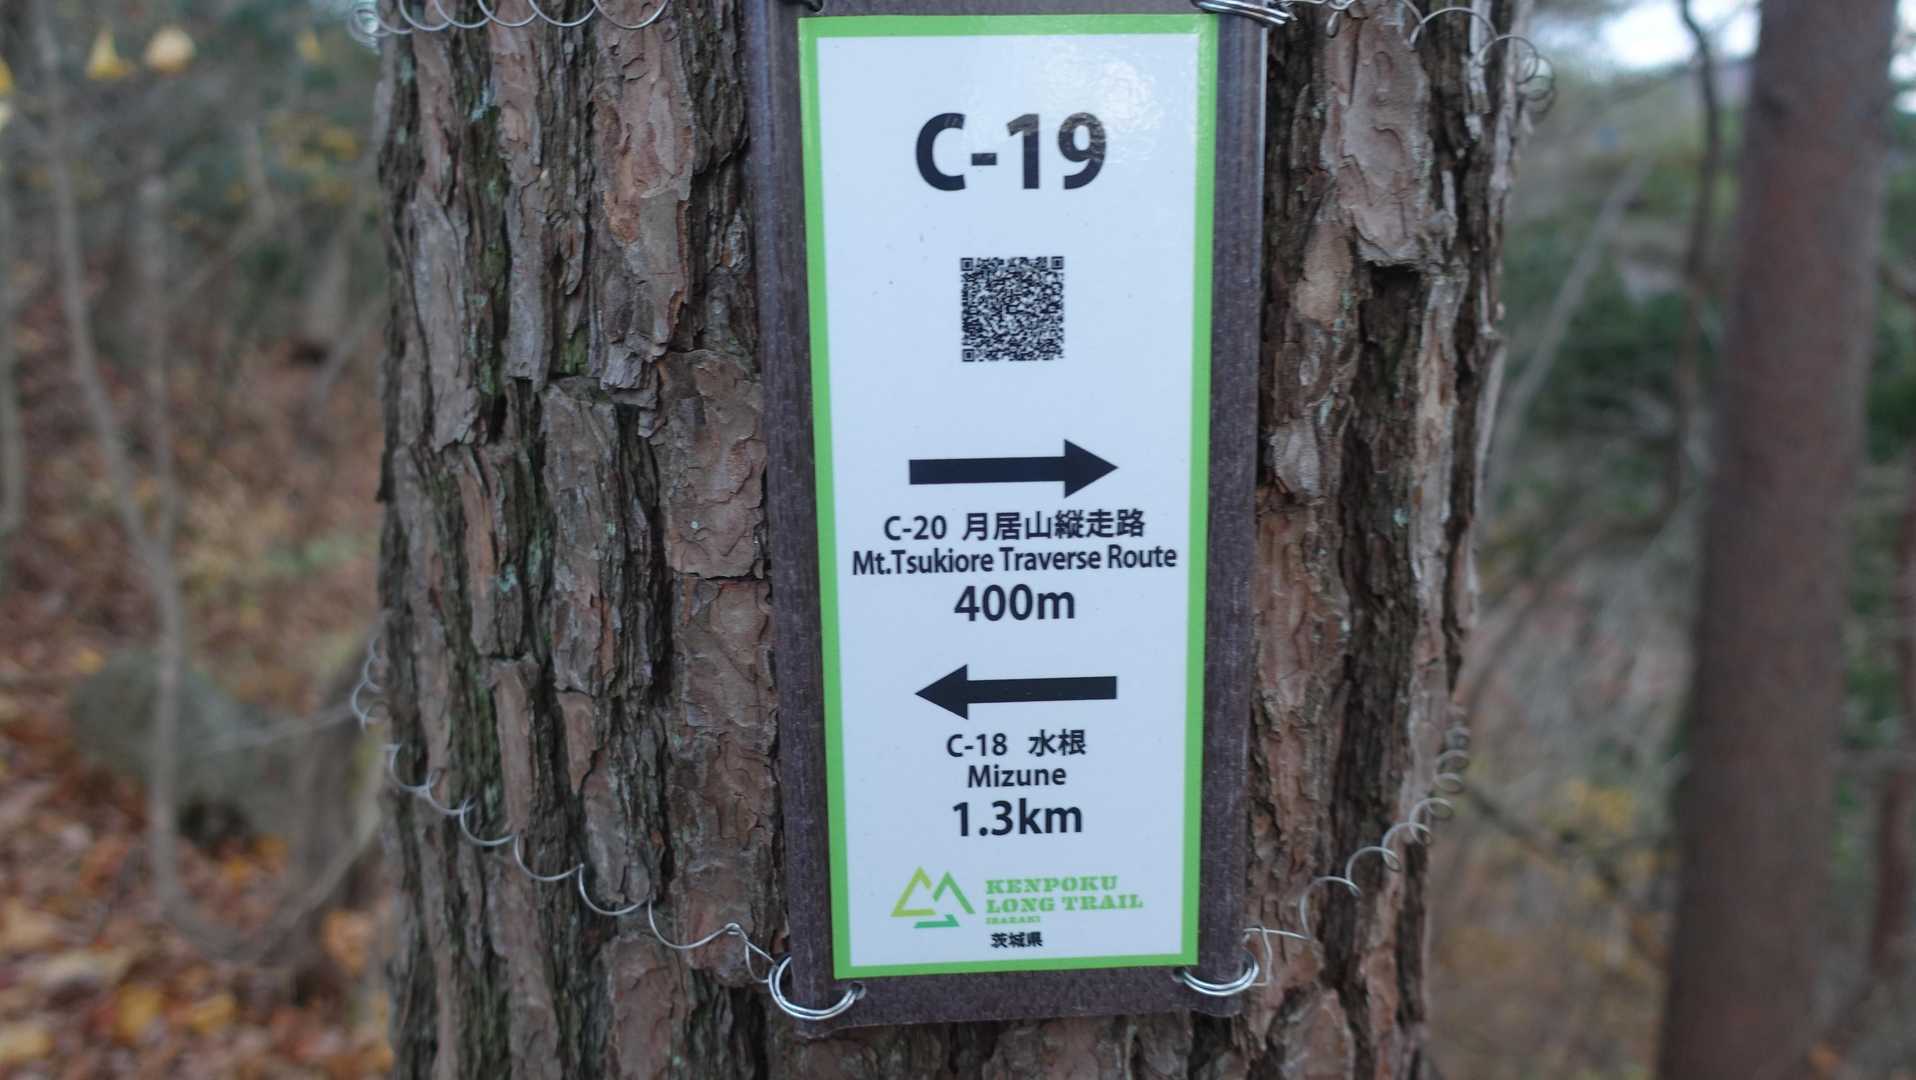 C-19
C-20 月居山縦走路
Mt.Tsukiore Traverse Route
400m
C-18 水根
Mizune
1.3km
KENPOKU
LONG TRAIL
IBARAKI
茨城県